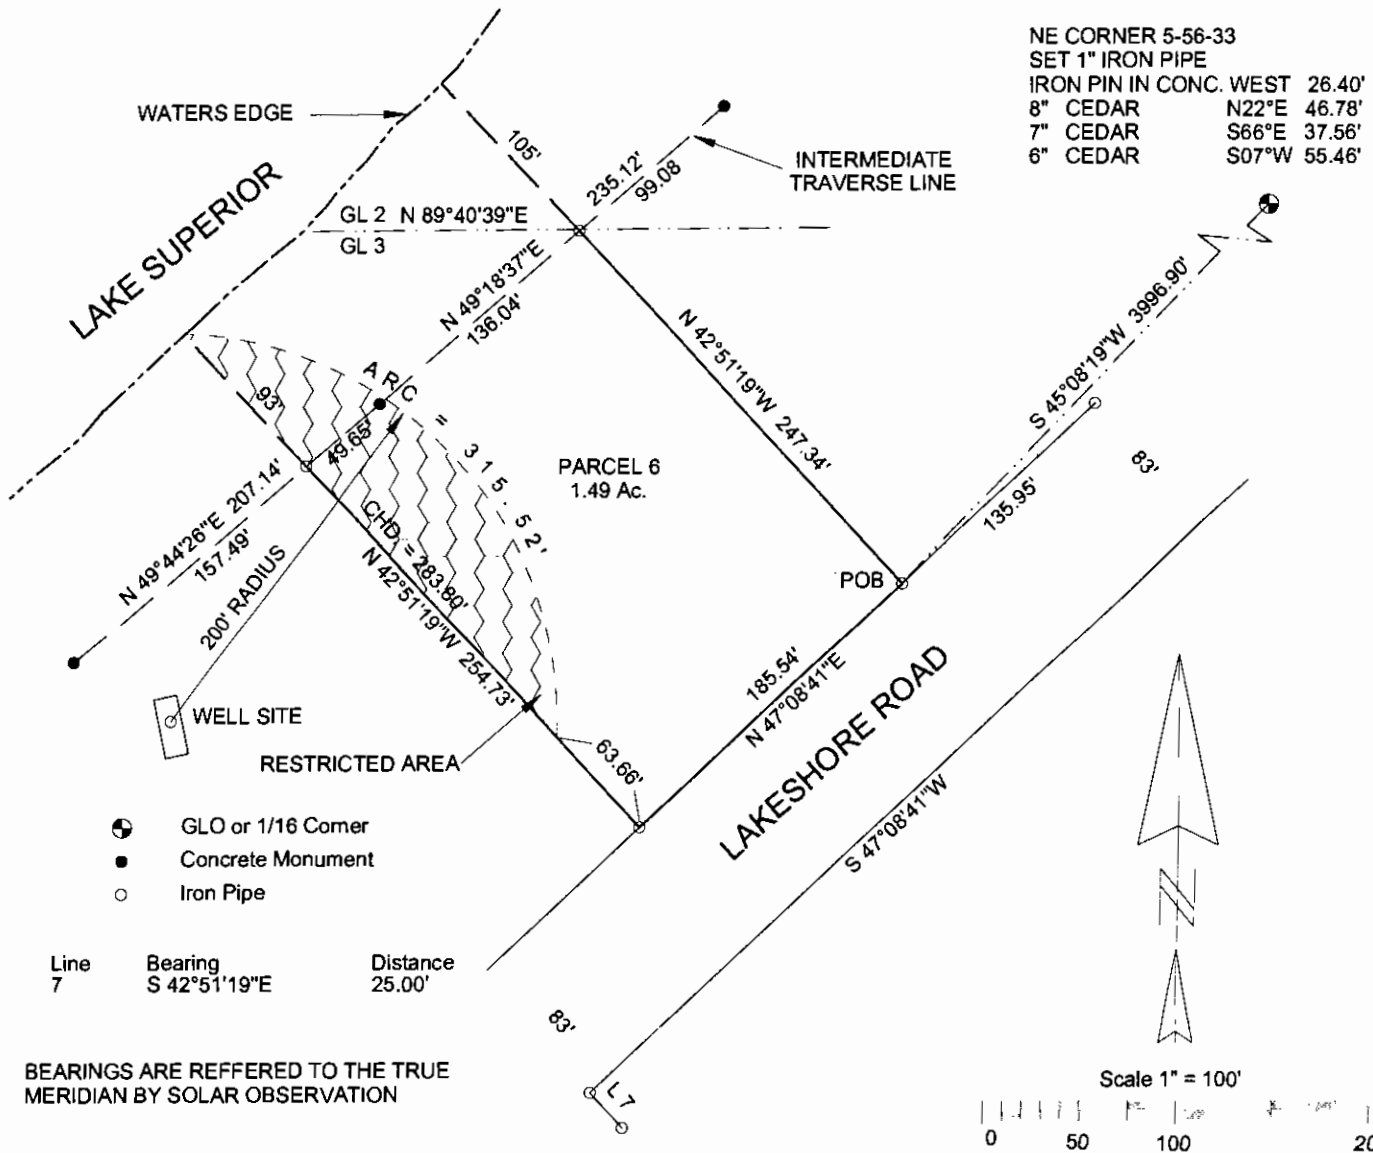 NE CORNER 5-56-33
SET 1" IRON PIPE
IRON PIN IN CONC. WEST 26.40'
8" CEDAR N22°E 46.78'
7" CEDAR S66°E 37.56'
6" CEDAR S07°W 55.46'
WATERS EDGE
105'
235.12'
99.08
INTERMEDIATE
TRAVERSE LINE
LAKE SUPERIOR
GL 2 N 89°40'39"E
GL 3
N 49°18'37"E
136.04'
N 42°51'19"W 247.34'
S 45°08'19"W 3996.90'
135.95'
83'
7
93'
ARC = 315.52'
49.65'
PARCEL 6
1.49 Ac.
N 49°44'26"E 207.14'
157.49'
200' RADIUS
CHD. = 283.80'
N 42°51'19"W 254.73'
POB
185.54'
N 47°08'41"E
WELL SITE
RESTRICTED AREA
63.66'
LAKESHORE ROAD
S 47°08'41"W
GLO or 1/16 Corner
Concrete Monument
Iron Pipe
Line Bearing Distance
7 S 42°51'19"E 25.00'
83'
L 7
BEARINGS ARE REFFERED TO THE TRUE
MERIDIAN BY SOLAR OBSERVATION
N
Scale 1" = 100'
0 50 100 20